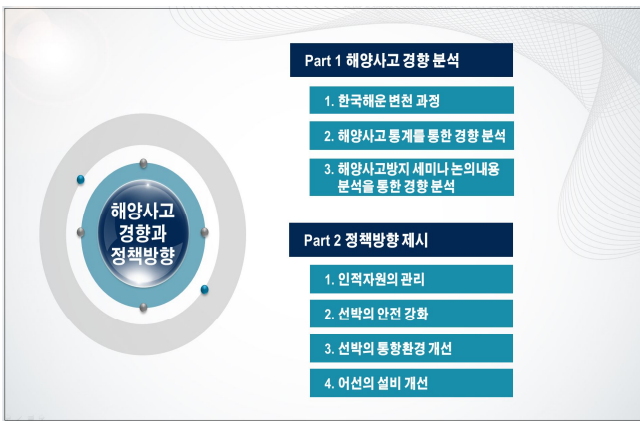 해양사고
경향과
정책방향
Part 1 해양사고 경향 분석
1. 한국해운 변천 과정
2. 해양사고 통계를 통한 경향 분석
3. 해양사고방지 세미나 논의내용
분석을 통한 경향 분석
Part 2 정책방향 제시
1. 인적자원의 관리
2. 선박의 안전 강화
3. 선박의 통항환경 개선
4. 어선의 설비 개선